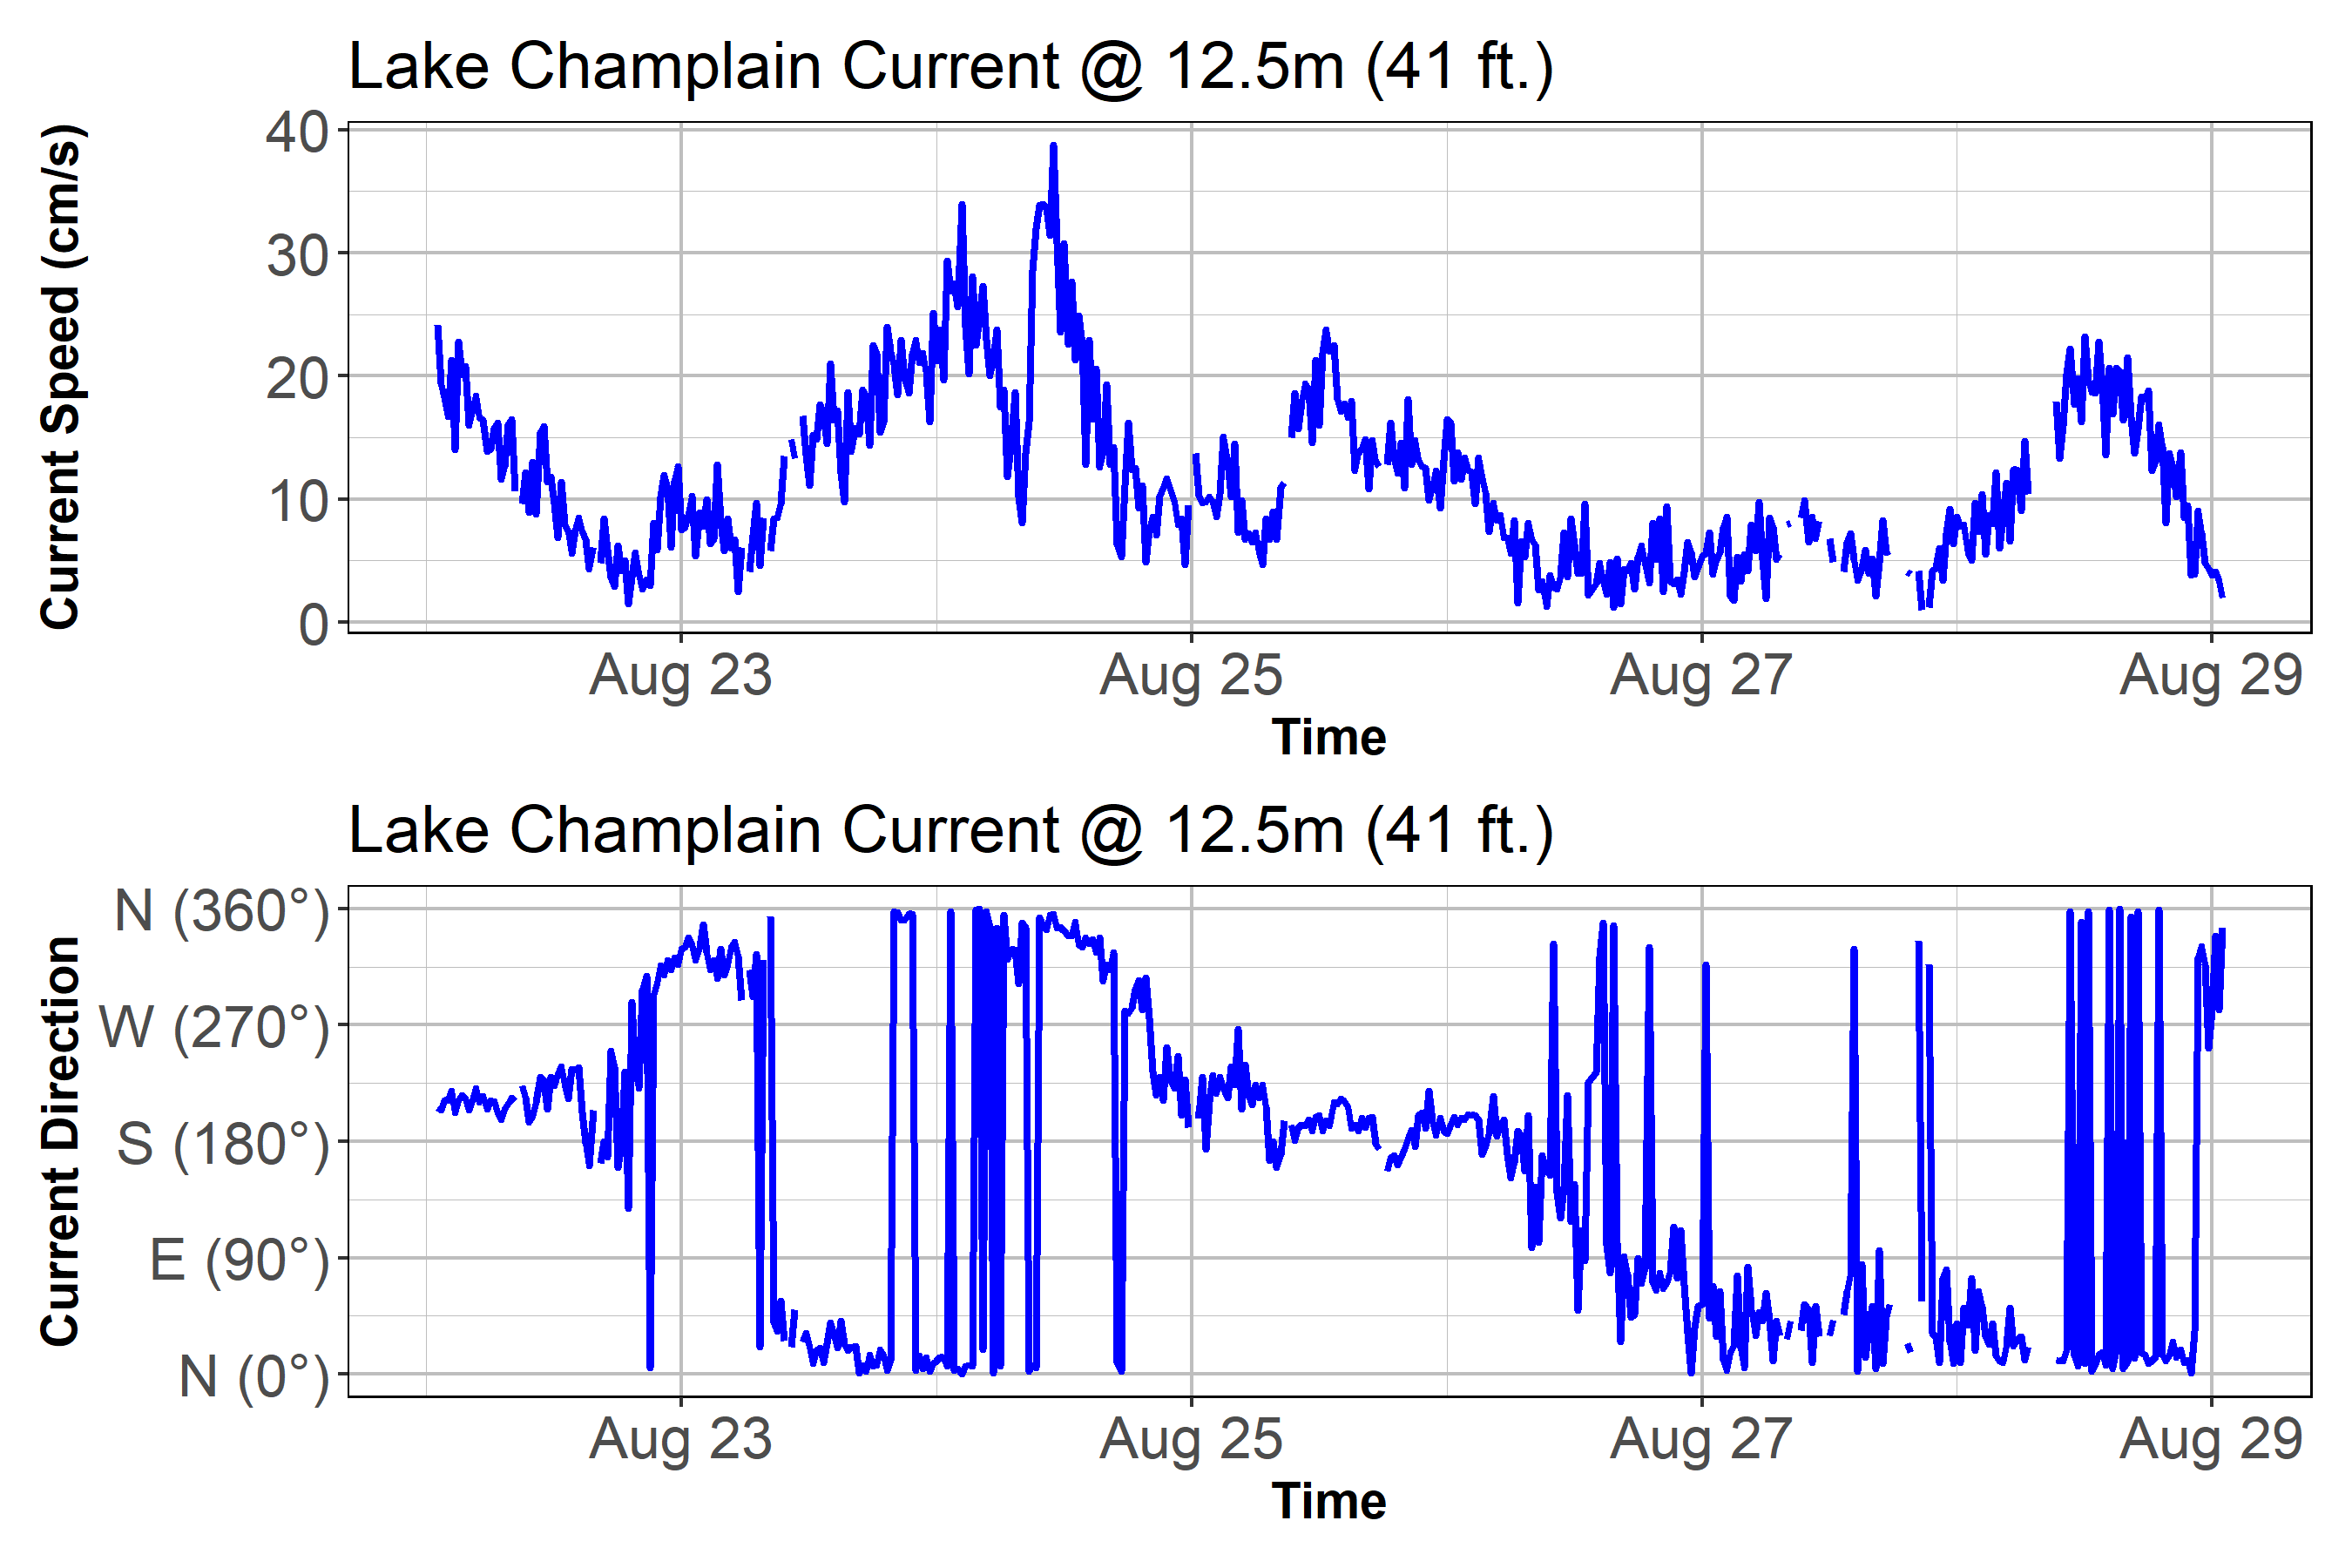 Lake Champlain Current @ 12.5m (41 ft.)
Current Speed (cm/s)
40
30
20
10
0
Aug 23 Aug 25 Aug 27 Aug 29
Time
Lake Champlain Current @ 12.5m (41 ft.)
Current Direction
N (360°)
W (270°)
S (180°)
E (90°)
N (0°)
Aug 23 Aug 25 Aug 27 Aug 29
Time